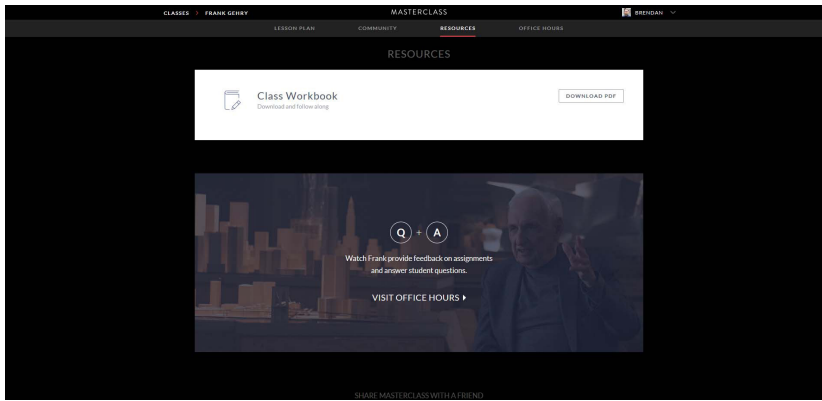 CLASSES > FRANK GEHRY
MASTERCLASS
BRENDAN
LESSON PLAN
COMMUNITY
RESOURCES
OFFICE HOURS
RESOURCES
Class Workbook
Download and follow along
DOWNLOAD PDF
Q + A
Watch Frank provide feedback on assignments
and answer student questions.
VISIT OFFICE HOURS
SHARE MASTERCLASS WITH A FRIEND